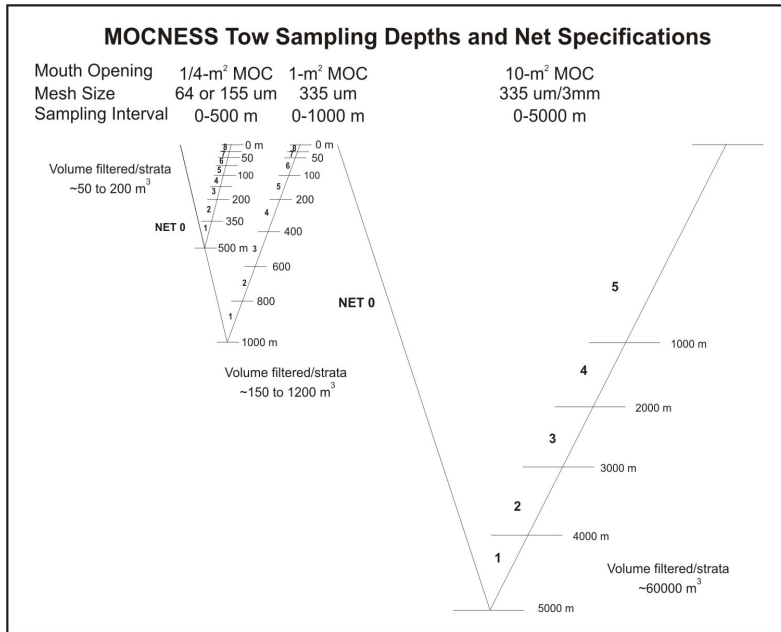 MOCNESS Tow Sampling Depths and Net Specifications
Mouth Opening 1/4-m² MOC 1-m² MOC 10-m² MOC
Mesh Size 64 or 155 um 335 um 335 um/3mm
Sampling Interval 0-500 m 0-1000 m 0-5000 m
Volume filtered/strata
~50 to 200 m³
NET 0
8
7
6
5
4
3
2
1
0 m
50
100
200
350
500 m
8
7
6
5
4
3
2
1
0 m
50
100
200
400
600
800
1000 m
Volume filtered/strata
~150 to 1200 m³
NET 0
5
1000 m
4
2000 m
3
3000 m
2
4000 m
1
5000 m
Volume filtered/strata
~60000 m³